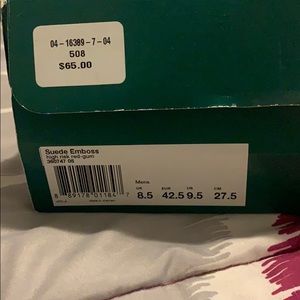 04-16389-7-04
508
$65.00
Suede Emboss
high risk red-gum
Mens
UK EUR US CM
8.5 42.5 9.5 27.5